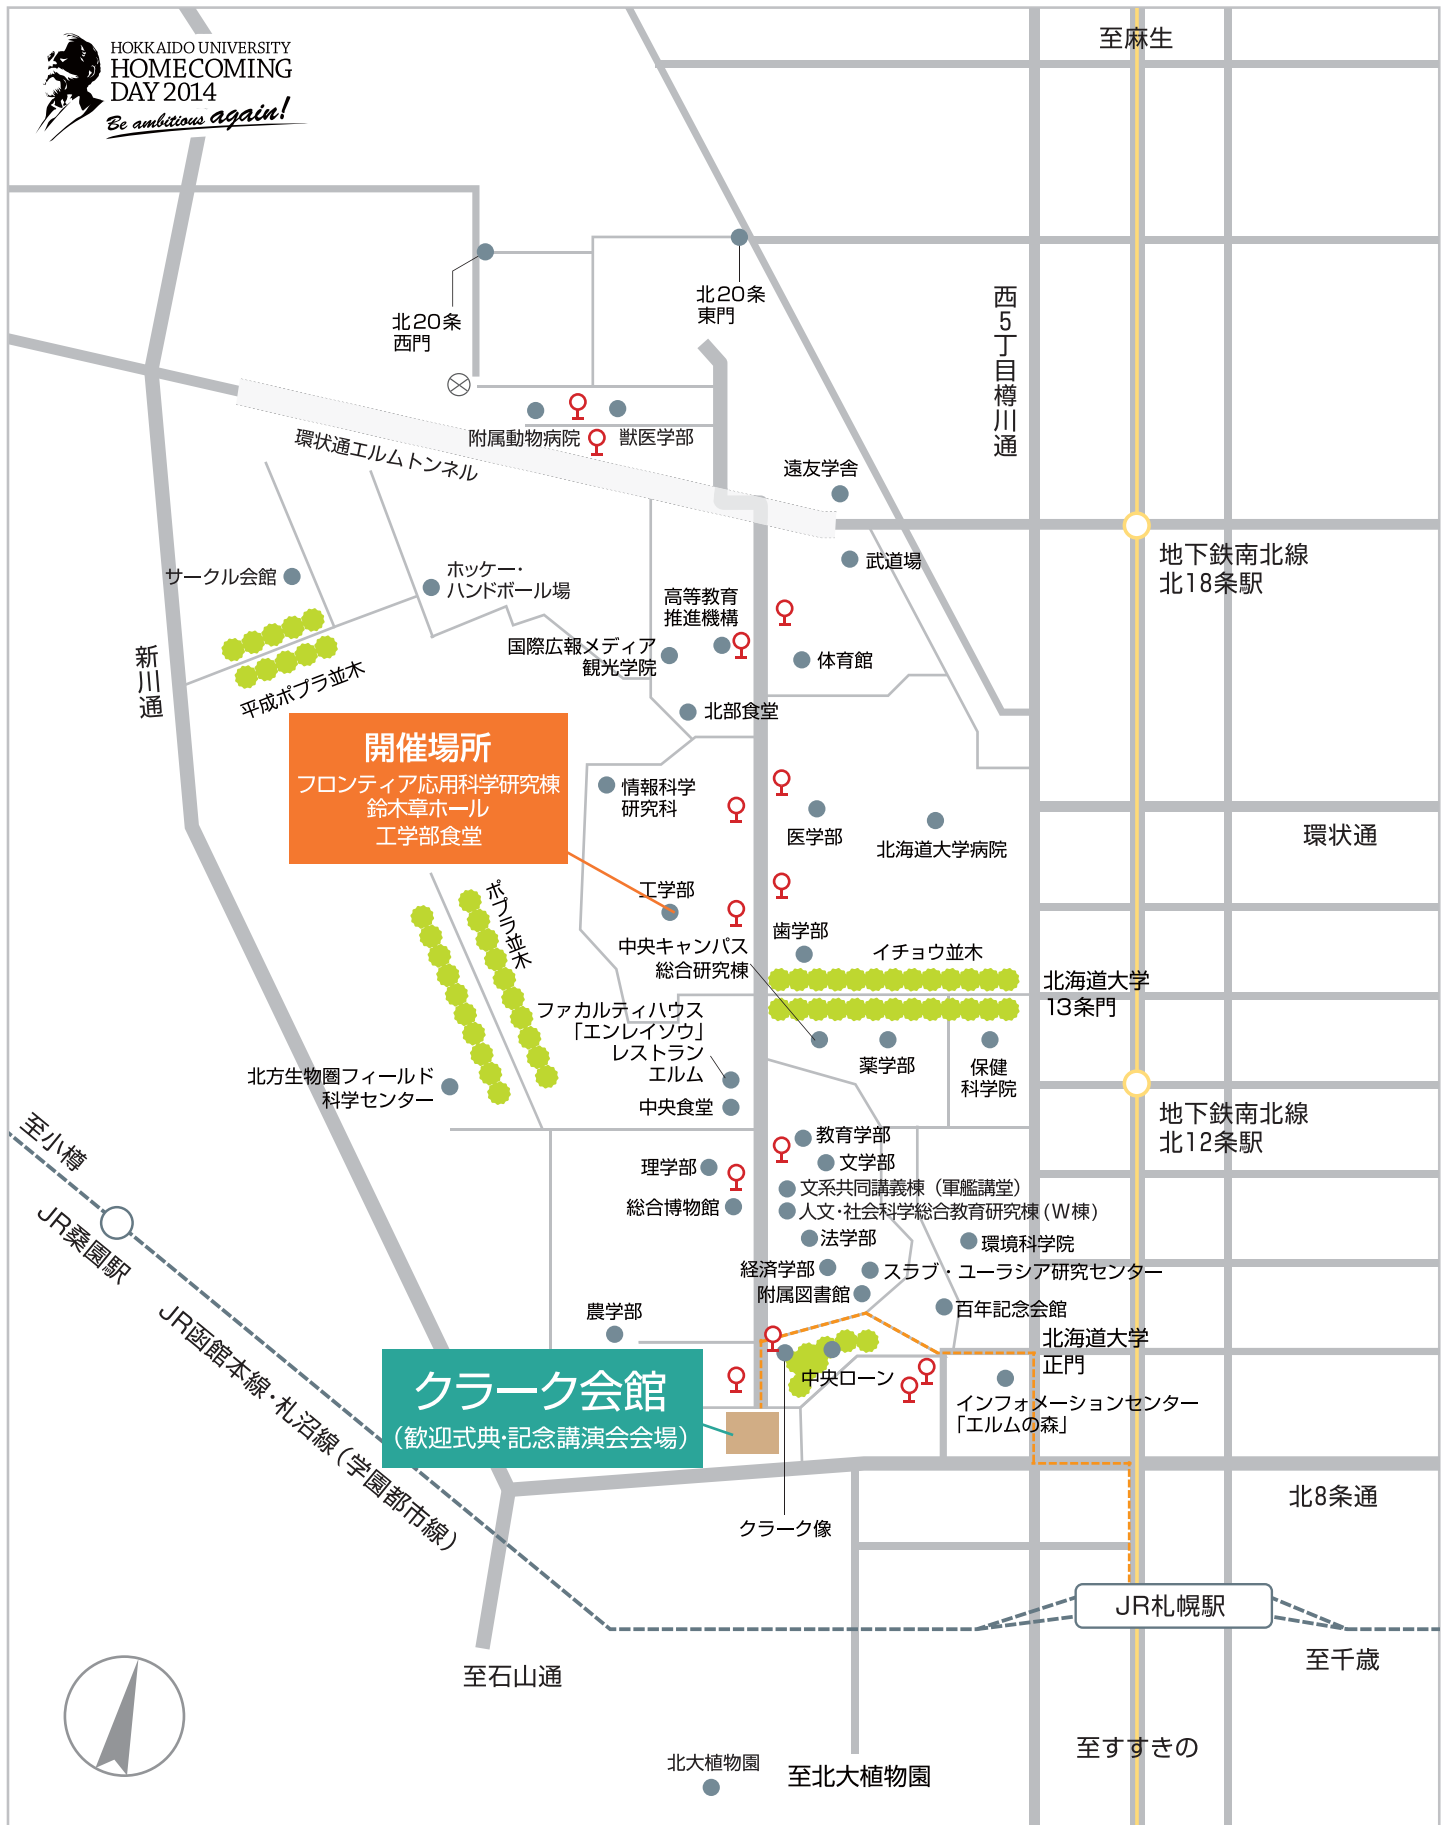 HOKKAIDO UNIVERSITY
HOMECOMING
DAY 2014
Be ambitious again!
至麻生
北20条
西門
北20条
東門
西5丁目樽川通
附属動物病院
獣医学部
環状通エルムトンネル
遠友学舎
武道場
地下鉄南北線
北18条駅
サークル会館
ホッケー・
ハンドボール場
高等教育
推進機構
国際広報メディア
観光学院
体育館
新川通
平成ポプラ並木
北部食堂
開催場所
フロンティア応用科学研究棟
鈴木章ホール
工学部食堂
情報科学
研究科
医学部
北海道大学病院
環状通
工学部
ポプラ並木
歯学部
中央キャンパス
総合研究棟
イチョウ並木
北海道大学
13条門
ファカルティハウス
「エンレイソウ」
レストラン
エルム
薬学部
保健
科学院
北方生物圏フィールド
科学センター
中央食堂
地下鉄南北線
北12条駅
至小樽
JR桑園駅
教育学部
文学部
理学部
文系共同講義棟（軍艦講堂）
総合博物館
人文・社会科学総合教育研究棟(W棟)
法学部
環境科学院
経済学部
スラブ・ユーラシア研究センター
附属図書館
百年記念会館
農学部
JR函館本線・札沼線（学園都市線）
北海道大学
正門
クラーク会館
（歓迎式典・記念講演会会場）
中央ローン
インフォメーションセンター
「エルムの森」
北8条通
クラーク像
JR札幌駅
至石山通
至千歳
至すすきの
北大植物園
至北大植物園